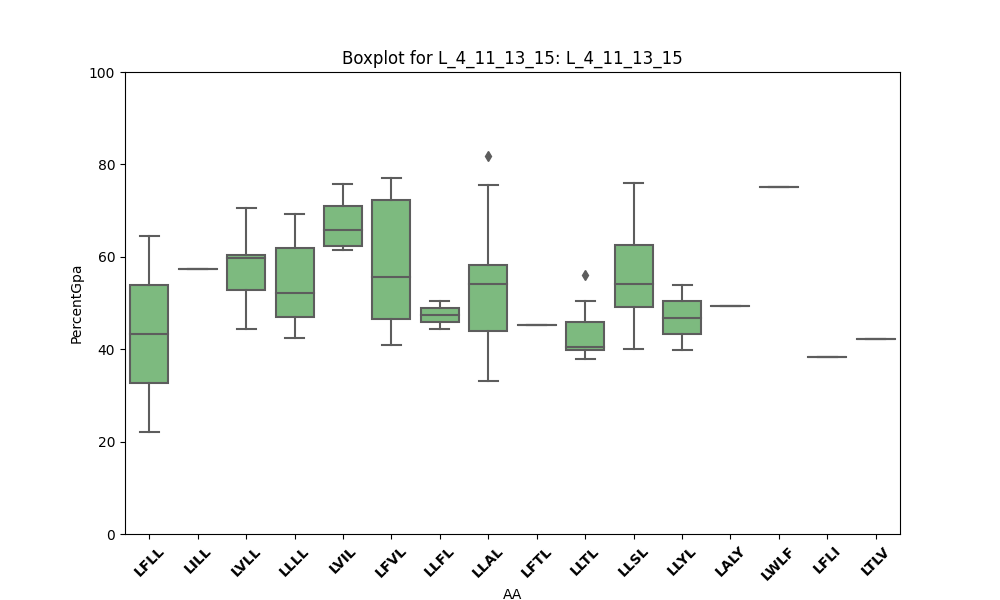 Boxplot for L_4_11_13_15: L_4_11_13_15
100
80
60
40
20
0
PercentGpa
LFLL
LILL
LVLL
LLLL
LVIL
LFVL
LLFL
LLAL
LFTL
LLTL
LLSL
LLYL
LALY
LWLF
LFLI
LTLV
AA